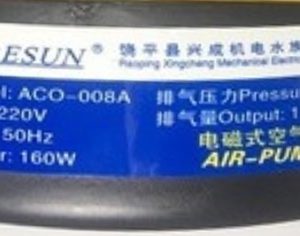 ESUN 饶平县兴成机电水族
Raoping Xingcheng Mechanical Electr
l: ACO-008A 排气压力Pressur
220V 排气量Output: 1
50Hz 电磁式空气
r: 160W AIR-PUM